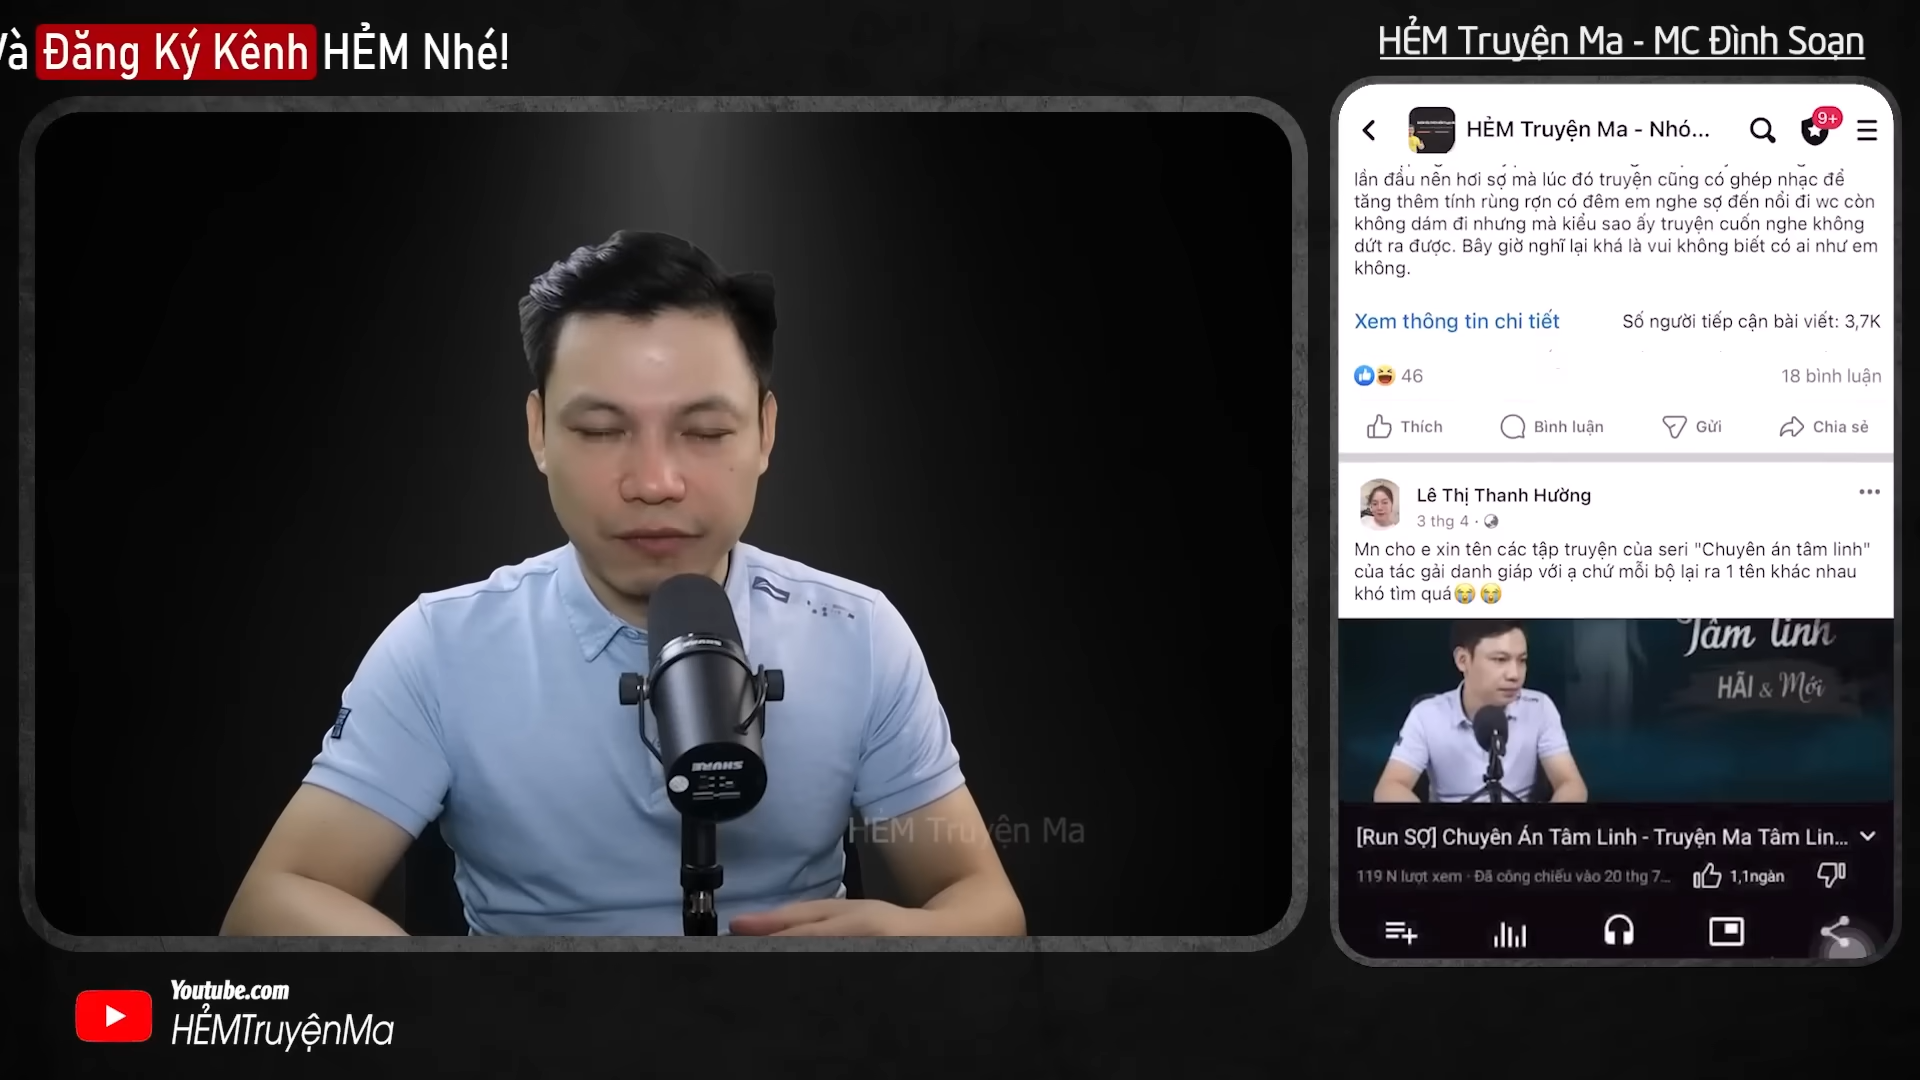 Và Đăng Ký Kênh HẺM Nhé!
HẺM Truyện Ma - MC Đình Soạn
HẺM Truyện Ma - Nhó...
9+
lần đầu nên hơi sợ mà lúc đó truyện cũng có ghép nhạc để
tăng thêm tính rùng rợn có đêm em nghe sợ đến nổi đi wc còn
không dám đi nhưng mà kiểu sao ấy truyện cuốn nghe không
dứt ra được. Bây giờ nghĩ lại khá là vui không biết có ai như em
không.
Xem thông tin chi tiết
Số người tiếp cận bài viết: 3,7K
46
18 bình luận
Thích
Bình luận
Gửi
Chia sẻ
Lê Thị Thanh Hường
3 thg 4 ·
Mn cho e xin tên các tập truyện của seri "Chuyên án tâm linh"
của tác gải danh giáp với ạ chứ mỗi bộ lại ra 1 tên khác nhau
khó tìm quá😭😭
Tâm linh
HÃI & Mới
[Run SỢ] Chuyên Án Tâm Linh - Truyện Ma Tâm Lin...
119 N lượt xem · Đã công chiếu vào 20 thg 7...
1,1ngàn
SHURE
HẺM Truyện Ma
Youtube.com
HẺMTruyệnMa